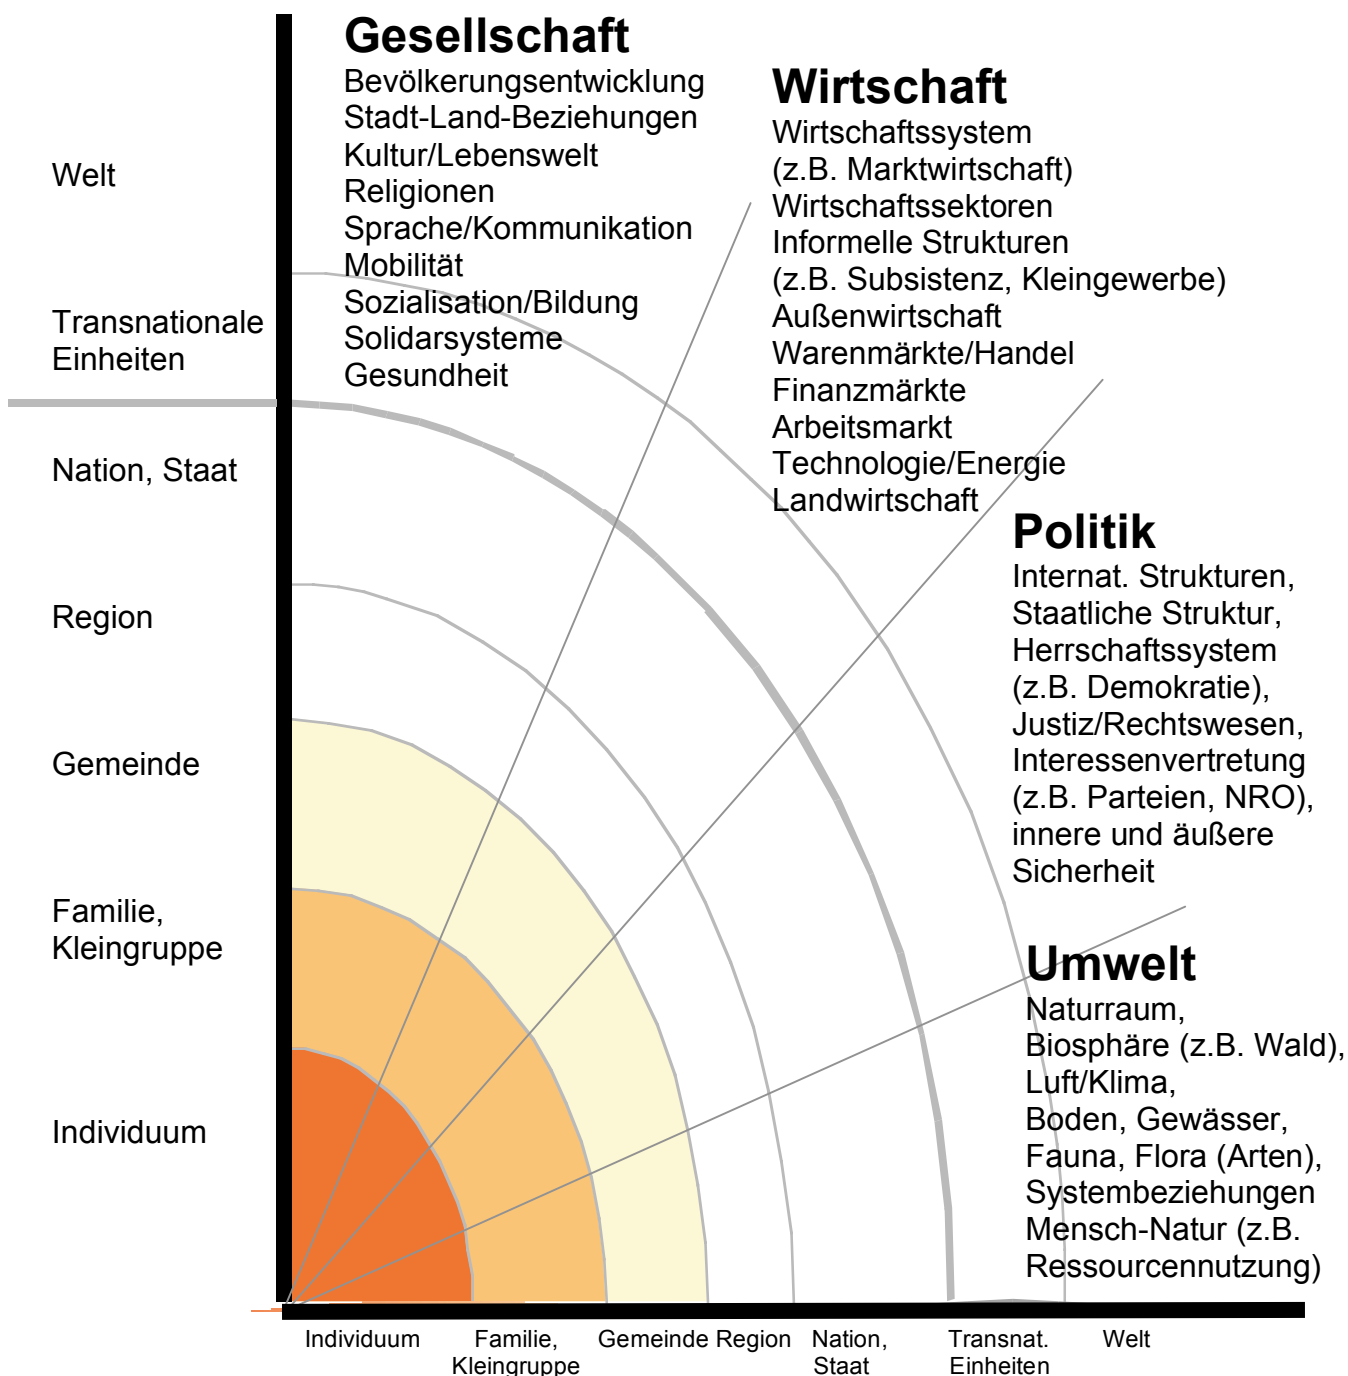 Gesellschaft
Bevölkerungsentwicklung
Stadt-Land-Beziehungen
Kultur/Lebenswelt
Religionen
Sprache/Kommunikation
Mobilität
Sozialisation/Bildung
Solidarsysteme
Gesundheit
Wirtschaft
Wirtschaftssystem
(z.B. Marktwirtschaft)
Wirtschaftssektoren
Informelle Strukturen
(z.B. Subsistenz, Kleingewerbe)
Außenwirtschaft
Warenmärkte/Handel
Finanzmärkte
Arbeitsmarkt
Technologie/Energie
Landwirtschaft
Politik
Internat. Strukturen,
Staatliche Struktur,
Herrschaftssystem
(z.B. Demokratie),
Justiz/Rechtswesen,
Interessenvertretung
(z.B. Parteien, NRO),
innere und äußere
Sicherheit
Umwelt
Naturraum,
Biosphäre (z.B. Wald),
Luft/Klima,
Boden, Gewässer,
Fauna, Flora (Arten),
Systembeziehungen
Mensch-Natur (z.B.
Ressourcennutzung)
Welt
Transnationale
Einheiten
Nation, Staat
Region
Gemeinde
Familie,
Kleingruppe
Individuum
Individuum
Familie,
Kleingruppe
Gemeinde
Region
Nation,
Staat
Transnat.
Einheiten
Welt